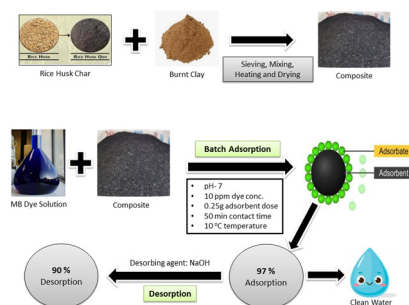 RICE HUSK
RICE HUSK CHAR
Rice Husk Char
Burnt Clay
Sieving, Mixing,
Heating and Drying
Composite
MB Dye Solution
Composite
Batch Adsorption
• pH- 7
• 10 ppm dye conc.
• 0.25g adsorbent dose
• 50 min contact time
• 10 °C temperature
Adsorbate
Adsorbent
90 %
Desorption
Desorbing agent: NaOH
Desorption
97 %
Adsorption
Clean Water